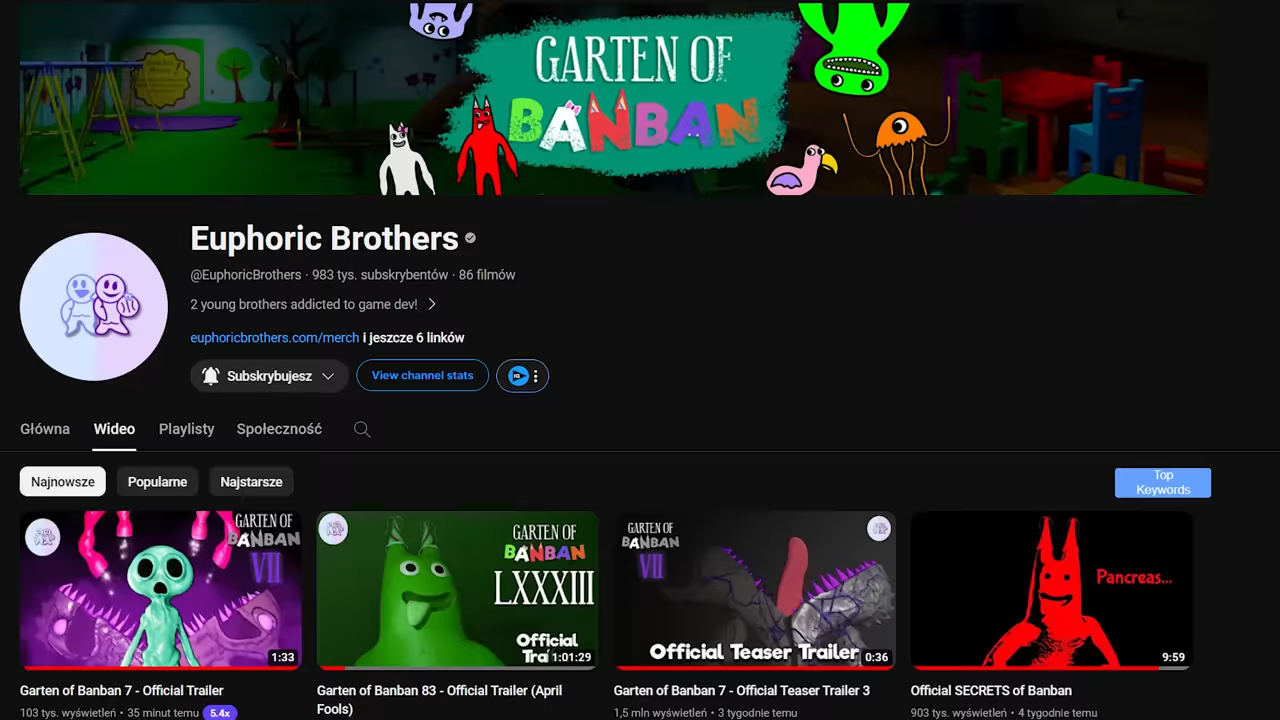 GARTEN OF
BANBAN
Euphoric Brothers
@EuphoricBrothers · 983 tys. subskrybentów · 86 filmów
2 young brothers addicted to game dev!
euphoricbrothers.com/merch i jeszcze 6 linków
Subskrybujesz
View channel stats
Główna
Wideo
Playlisty
Społeczność
Najnowsze
Popularne
Najstarsze
Top
Keywords
GARTEN OF
BANBAN
VII
1:33
GARTEN OF
BANBAN
LXXXIII
Official
Trai
1:01:29
GARTEN OF
BANBAN
VII
Official Teaser Trailer
0:36
Pancreas...
9:59
Garten of Banban 7 - Official Trailer
103 tys. wyświetleń · 35 minut temu
5.4x
Garten of Banban 83 - Official Trailer (April
Fools)
Garten of Banban 7 - Official Teaser Trailer 3
1,5 mln wyświetleń · 3 tygodnie temu
Official SECRETS of Banban
903 tys. wyświetleń · 4 tygodnie temu